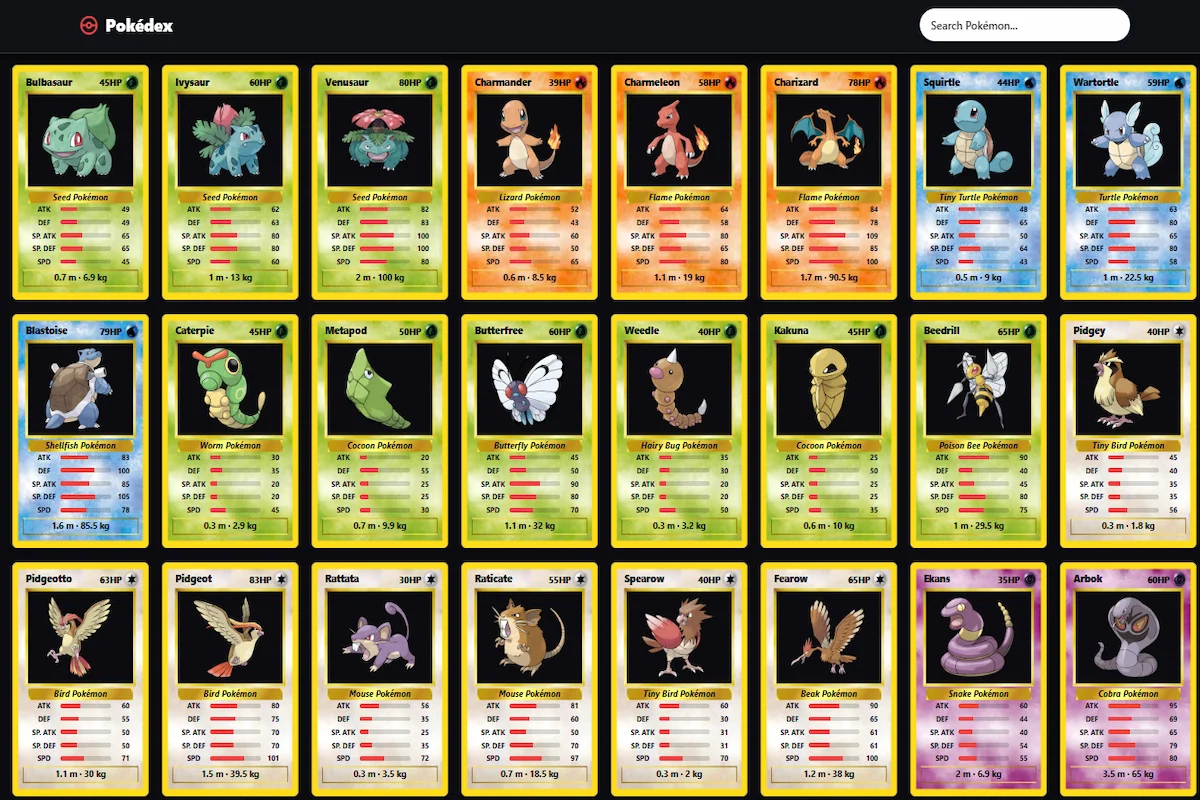 Pokédex
Search Pokémon...
Bulbasaur 45HP
Seed Pokémon
ATK 49
DEF 49
SP. ATK 65
SP. DEF 65
SPD 45
0.7 m · 6.9 kg
Ivysaur 60HP
Seed Pokémon
ATK 62
DEF 63
SP. ATK 80
SP. DEF 80
SPD 60
1 m · 13 kg
Venusaur 80HP
Seed Pokémon
ATK 82
DEF 83
SP. ATK 100
SP. DEF 100
SPD 80
2 m · 100 kg
Charmander 39HP
Lizard Pokémon
ATK 52
DEF 43
SP. ATK 60
SP. DEF 50
SPD 65
0.6 m · 8.5 kg
Charmeleon 58HP
Flame Pokémon
ATK 64
DEF 58
SP. ATK 80
SP. DEF 65
SPD 80
1.1 m · 19 kg
Charizard 78HP
Flame Pokémon
ATK 84
DEF 78
SP. ATK 109
SP. DEF 85
SPD 100
1.7 m · 90.5 kg
Squirtle 44HP
Tiny Turtle Pokémon
ATK 48
DEF 65
SP. ATK 50
SP. DEF 64
SPD 43
0.5 m · 9 kg
Wartortle 59HP
Turtle Pokémon
ATK 63
DEF 80
SP. ATK 65
SP. DEF 80
SPD 58
1 m · 22.5 kg
Blastoise 79HP
Shellfish Pokémon
ATK 83
DEF 100
SP. ATK 85
SP. DEF 105
SPD 78
1.6 m · 85.5 kg
Caterpie 45HP
Worm Pokémon
ATK 30
DEF 35
SP. ATK 20
SP. DEF 20
SPD 45
0.3 m · 2.9 kg
Metapod 50HP
Cocoon Pokémon
ATK 20
DEF 55
SP. ATK 25
SP. DEF 25
SPD 30
0.7 m · 9.9 kg
Butterfree 60HP
Butterfly Pokémon
ATK 45
DEF 50
SP. ATK 90
SP. DEF 80
SPD 70
1.1 m · 32 kg
Weedle 40HP
Hairy Bug Pokémon
ATK 35
DEF 30
SP. ATK 20
SP. DEF 20
SPD 50
0.3 m · 3.2 kg
Kakuna 45HP
Cocoon Pokémon
ATK 25
DEF 50
SP. ATK 25
SP. DEF 25
SPD 35
0.6 m · 10 kg
Beedrill 65HP
Poison Bee Pokémon
ATK 90
DEF 40
SP. ATK 45
SP. DEF 80
SPD 75
1 m · 29.5 kg
Pidgey 40HP
Tiny Bird Pokémon
ATK 45
DEF 40
SP. ATK 35
SP. DEF 35
SPD 56
0.3 m · 1.8 kg
Pidgeotto 63HP
Bird Pokémon
ATK 60
DEF 55
SP. ATK 50
SP. DEF 50
SPD 71
1.1 m · 30 kg
Pidgeot 83HP
Bird Pokémon
ATK 80
DEF 75
SP. ATK 70
SP. DEF 70
SPD 101
1.5 m · 39.5 kg
Rattata 30HP
Mouse Pokémon
ATK 56
DEF 35
SP. ATK 25
SP. DEF 35
SPD 72
0.3 m · 3.5 kg
Raticate 55HP
Mouse Pokémon
ATK 81
DEF 60
SP. ATK 50
SP. DEF 70
SPD 97
0.7 m · 18.5 kg
Spearow 40HP
Tiny Bird Pokémon
ATK 60
DEF 30
SP. ATK 31
SP. DEF 31
SPD 70
0.3 m · 2 kg
Fearow 65HP
Beak Pokémon
ATK 90
DEF 65
SP. ATK 61
SP. DEF 61
SPD 100
1.2 m · 38 kg
Ekans 35HP
Snake Pokémon
ATK 60
DEF 44
SP. ATK 40
SP. DEF 54
SPD 55
2 m · 6.9 kg
Arbok 60HP
Cobra Pokémon
ATK 95
DEF 69
SP. ATK 65
SP. DEF 79
SPD 80
3.5 m · 65 kg